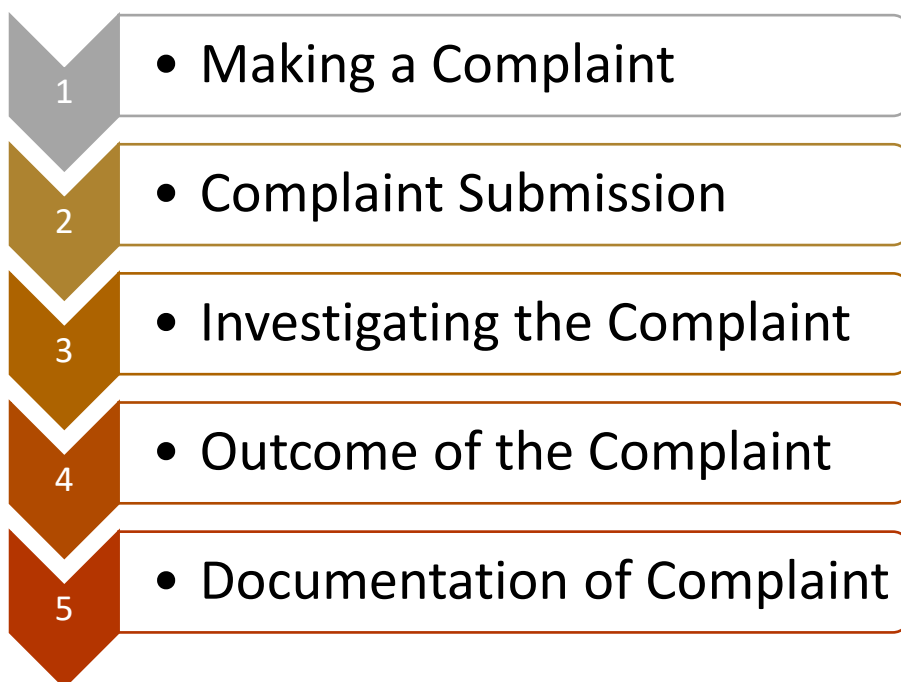 1
• Making a Complaint
2
• Complaint Submission
3
• Investigating the Complaint
4
• Outcome of the Complaint
5
• Documentation of Complaint